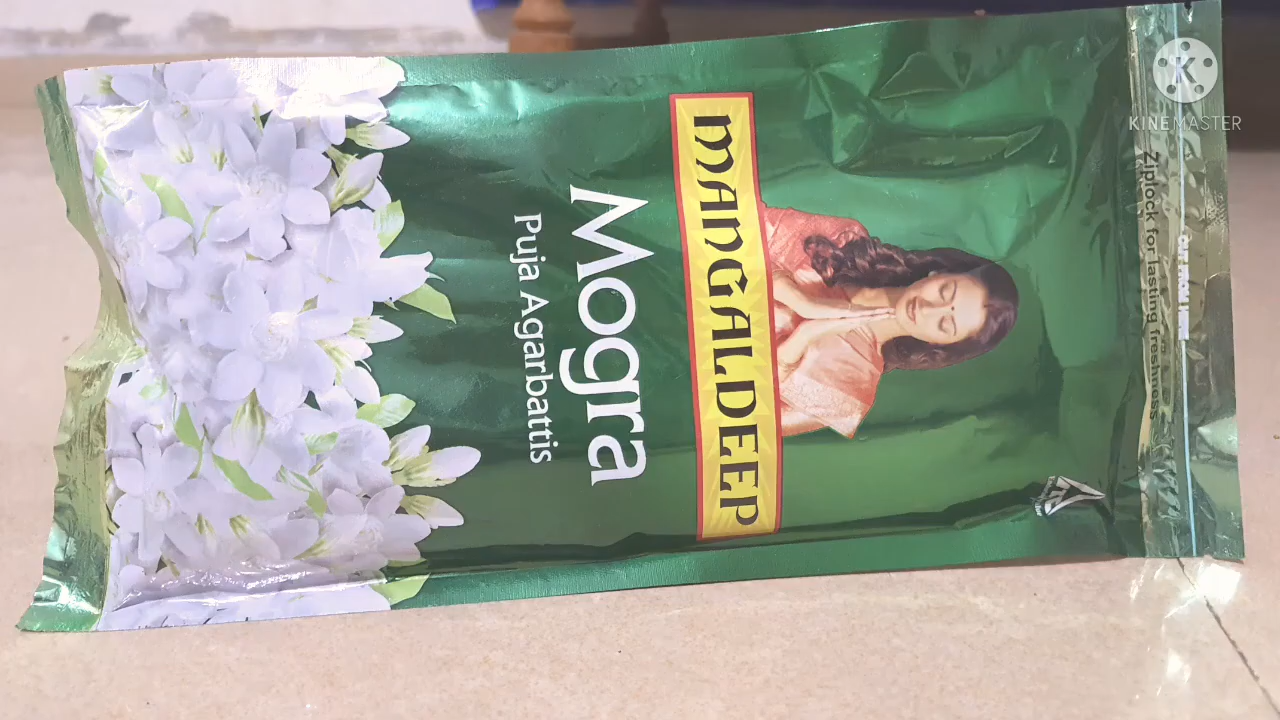 KINEMASTER
Ziplock for lasting freshness
MANGALDEEP
Mogra
Puja Agarbattis